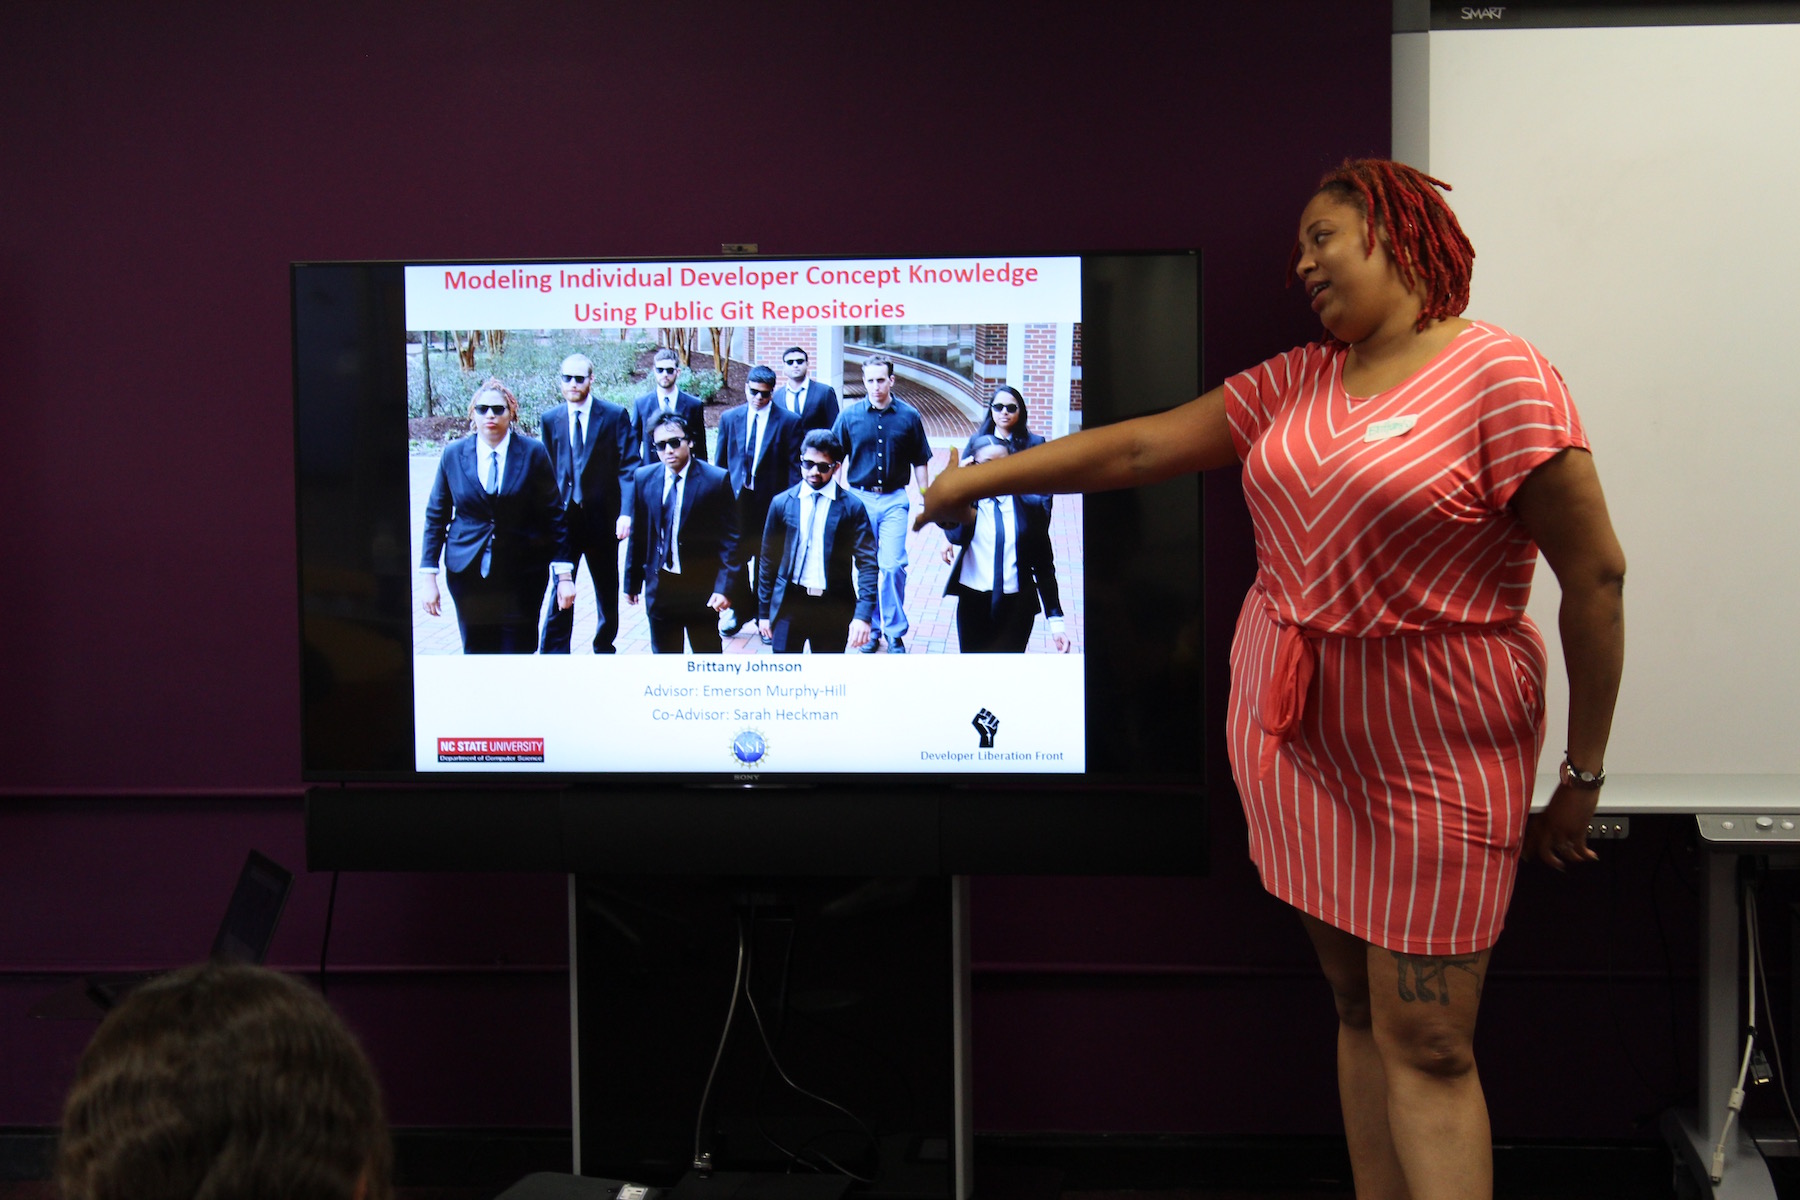 SMART
Modeling Individual Developer Concept Knowledge
Using Public Git Repositories
Brittany Johnson
Advisor: Emerson Murphy-Hill
Co-Advisor: Sarah Heckman
NC STATE UNIVERSITY
Department of Computer Science
NSF
Developer Liberation Front
SONY